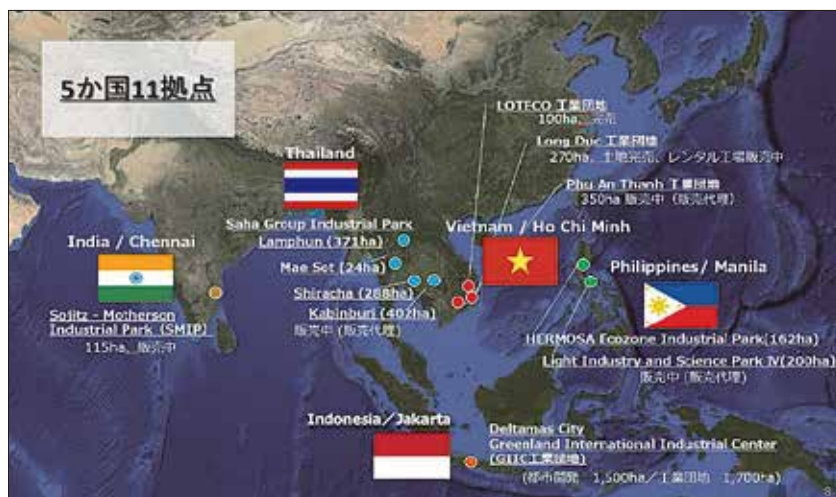 5か国11拠点
LOTECO 工業団地
100ha、完売
Long Duc 工業団地
270ha、土地完売、レンタル工場販売中
Phu An Thanh 工業団地
350ha 販売中（販売代理）
Thailand
Saha Group Industrial Park
Lamphun (371ha)
Mae Sot (24ha)
Shiracha (288ha)
Kabinburi (402ha)
販売中 (販売代理)
Vietnam / Ho Chi Minh
India / Chennai
Sojitz - Motherson
Industrial Park (SMIP)
115ha、販売中
Philippines/ Manila
HERMOSA Ecozone Industrial Park(162ha)
Light Industry and Science Park Ⅳ(200ha)
販売中 (販売代理)
Indonesia／Jakarta
Deltamas City
Greenland International Industrial Center
(GIIC工業団地)
(都市開発 1,500ha／工業団地 1,700ha)